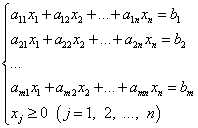 a₁₁x₁ + a₁₂x₂ + ... + a₁ₙxₙ = b₁
a₂₁x₁ + a₂₂x₂ + ... + a₂ₙxₙ = b₂
...
aₘ₁x₁ + aₘ₂x₂ + ... + aₘₙxₙ = bₘ
xⱼ ≥ 0 (j = 1, 2, ..., n)